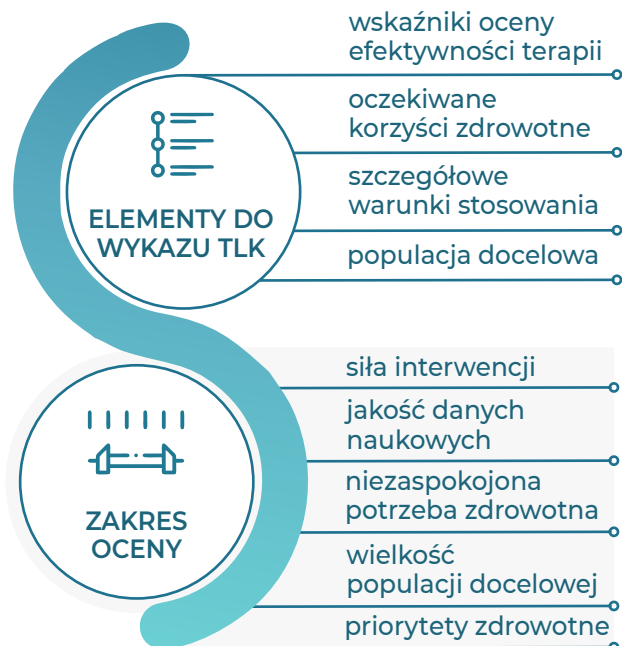 ELEMENTY DO
WYKAZU TLK
wskaźniki oceny
efektywności terapii
oczekiwane
korzyści zdrowotne
szczegółowe
warunki stosowania
populacja docelowa
ZAKRES
OCENY
siła interwencji
jakość danych
naukowych
niezaspokojona
potrzeba zdrowotna
wielkość
populacji docelowej
priorytety zdrowotne